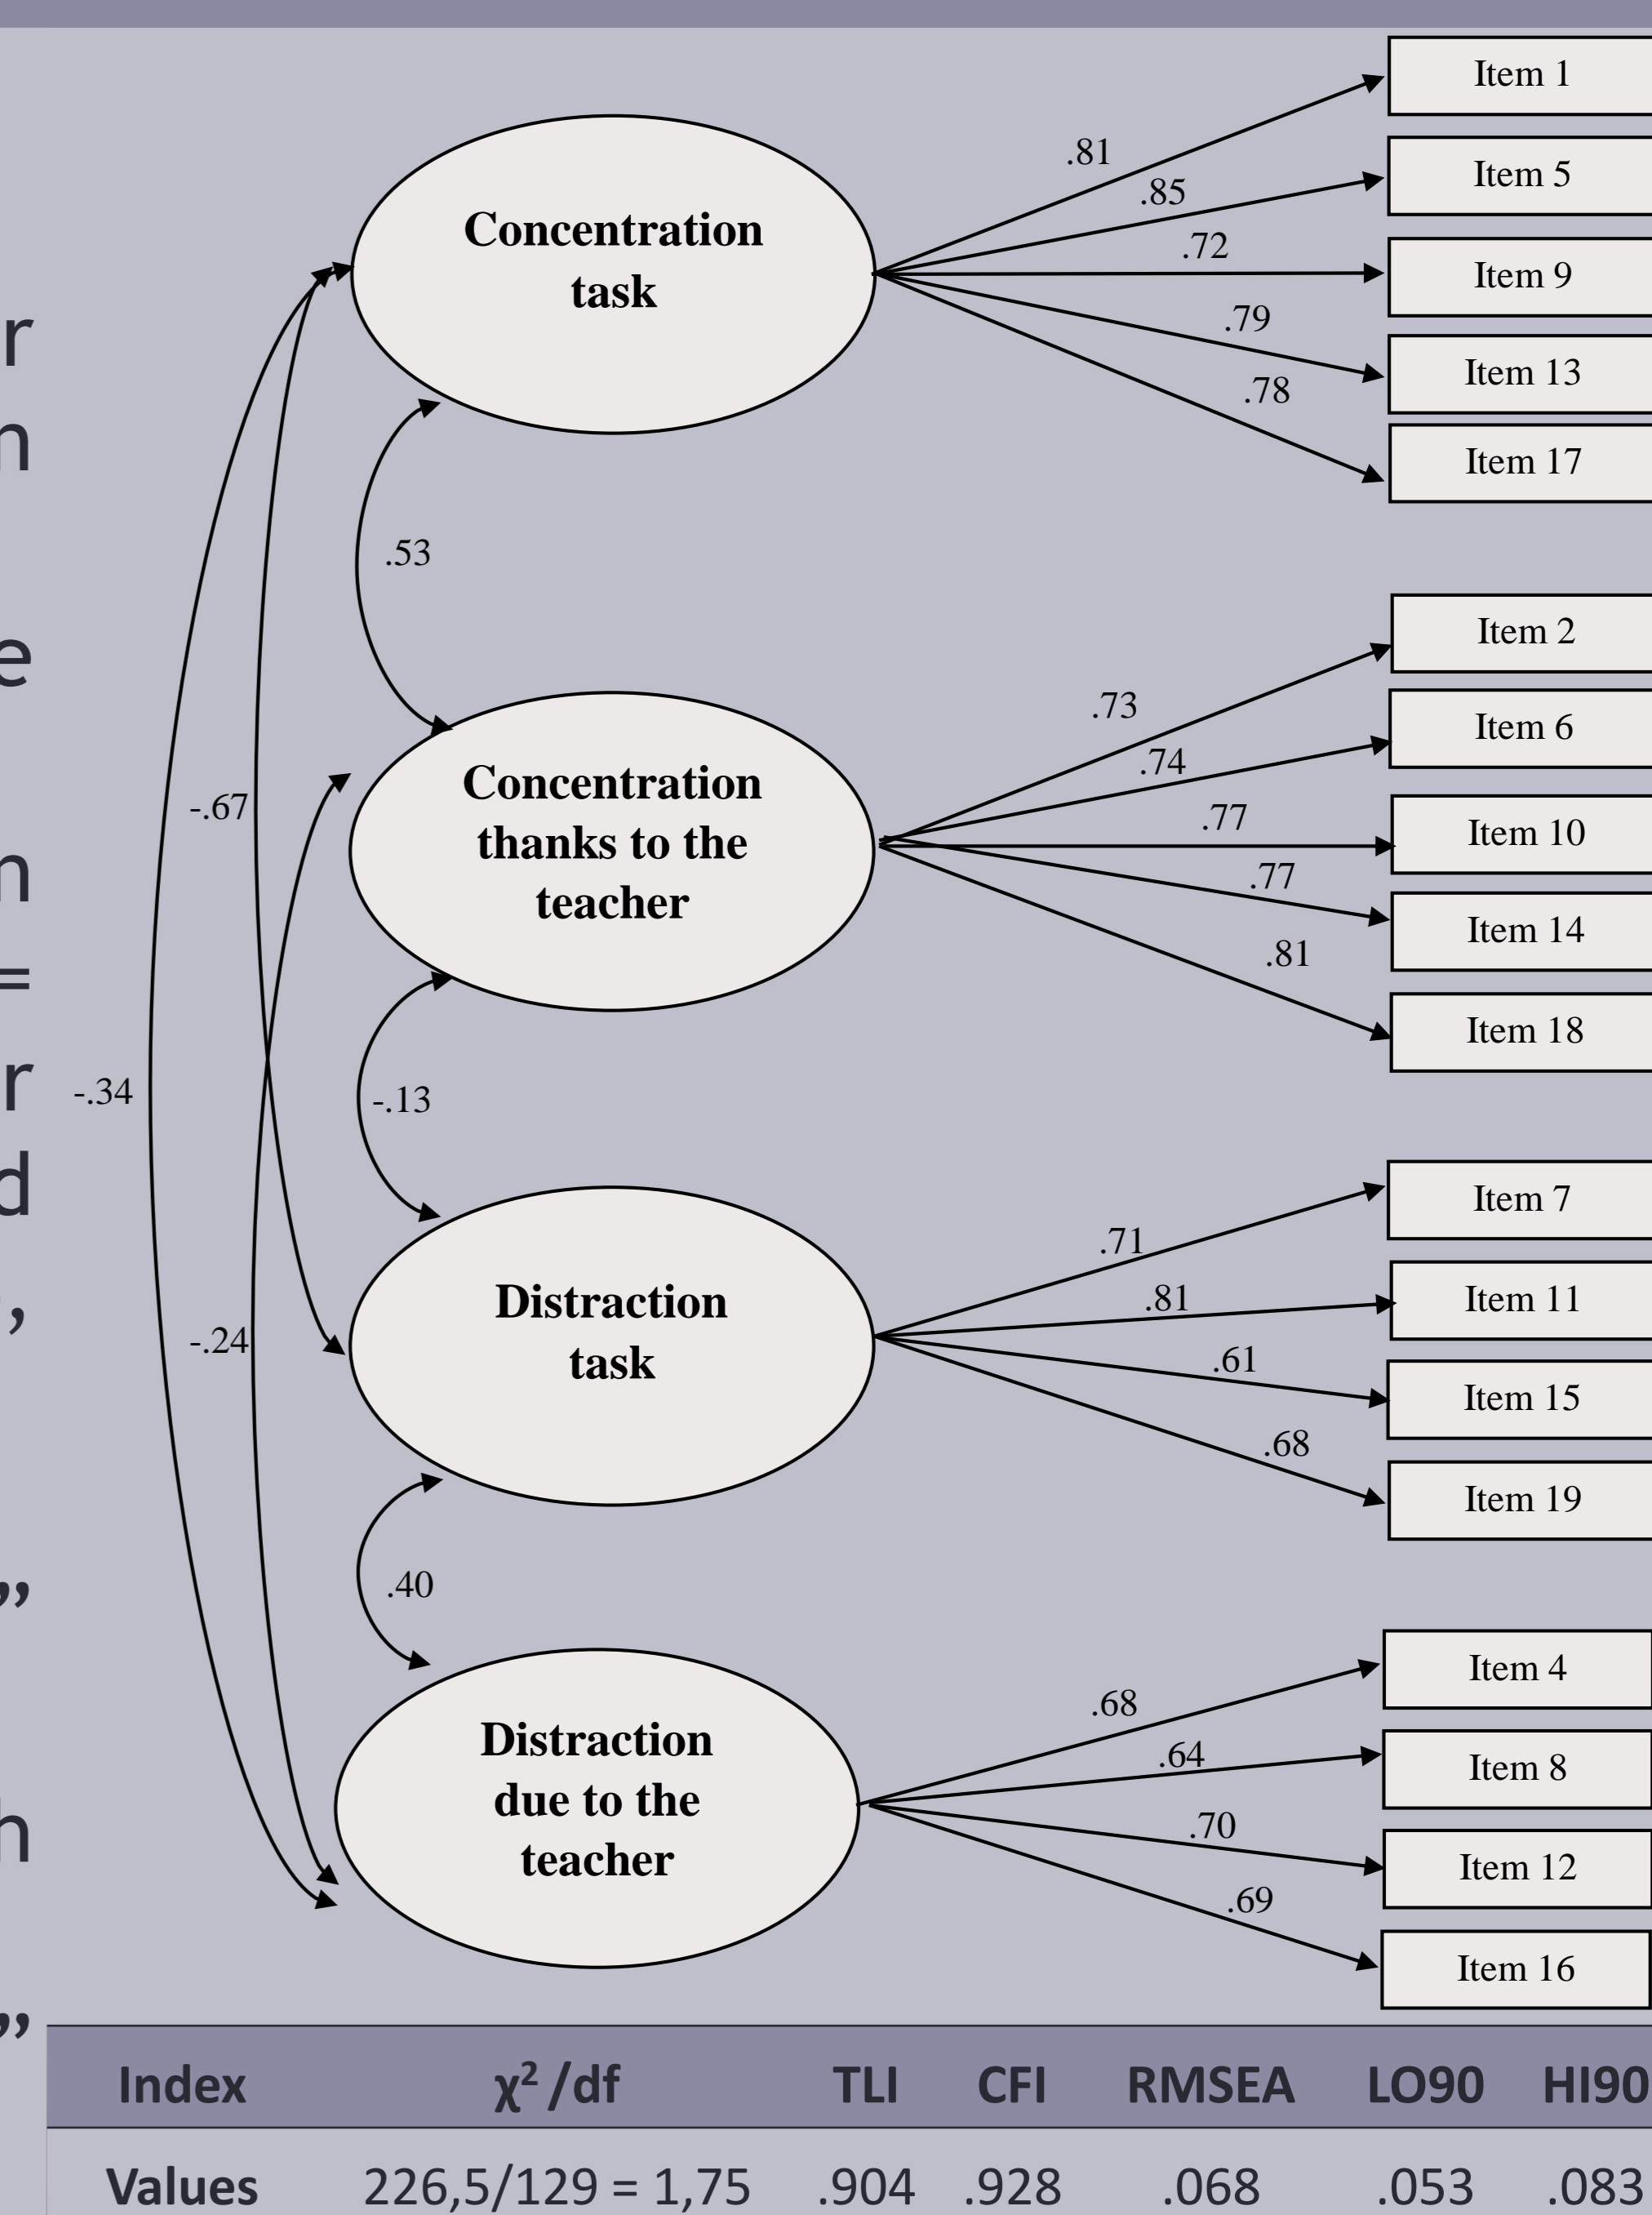 r
n
e
n
=
r
d
,
”
h
”
Concentration
task
Concentration
thanks to the
teacher
Distraction
task
Distraction
due to the
teacher
.53
-.67
-.34
-.13
-.24
.40
.81
.85
.72
.79
.78
Item 1
Item 5
Item 9
Item 13
Item 17
.73
.74
.77
.77
.81
Item 2
Item 6
Item 10
Item 14
Item 18
.71
.81
.61
.68
Item 7
Item 11
Item 15
Item 19
.68
.64
.70
.69
Item 4
Item 8
Item 12
Item 16
Index χ² /df TLI CFI RMSEA LO90 HI90
Values 226,5/129 = 1,75 .904 .928 .068 .053 .083